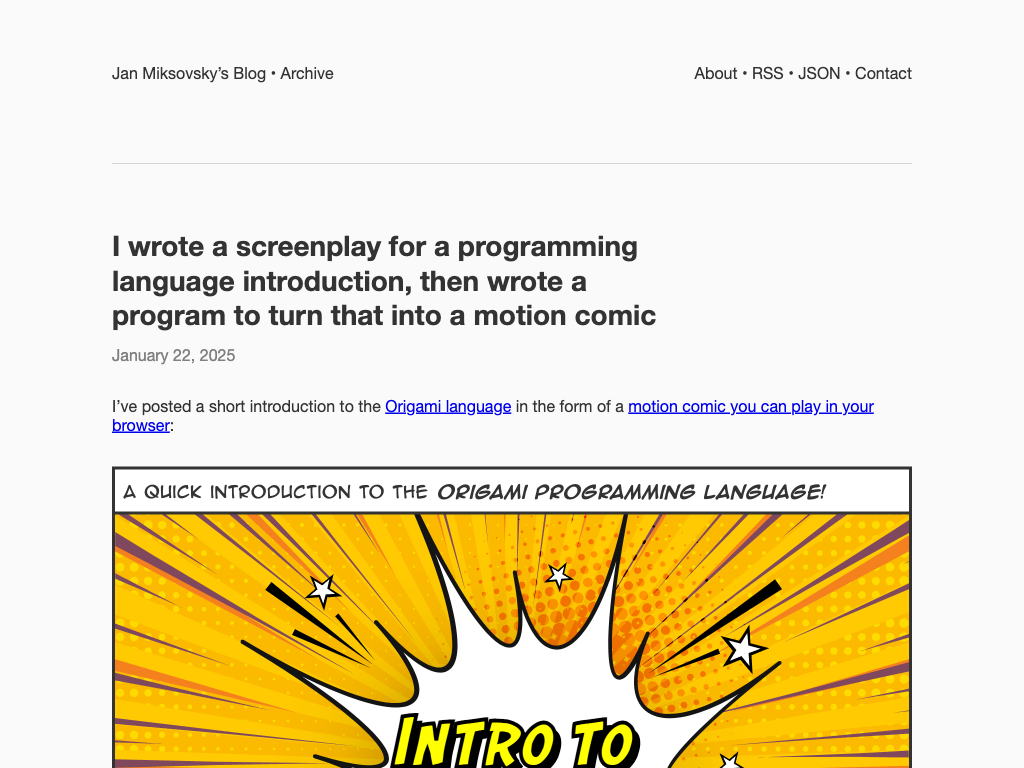 Jan Miksovsky’s Blog • Archive
About • RSS • JSON • Contact
I wrote a screenplay for a programming
language introduction, then wrote a
program to turn that into a motion comic
January 22, 2025
I’ve posted a short introduction to the Origami language in the form of a motion comic you can play in your
browser:
A QUICK INTRODUCTION TO THE ORIGAMI PROGRAMMING LANGUAGE!
INTRO TO